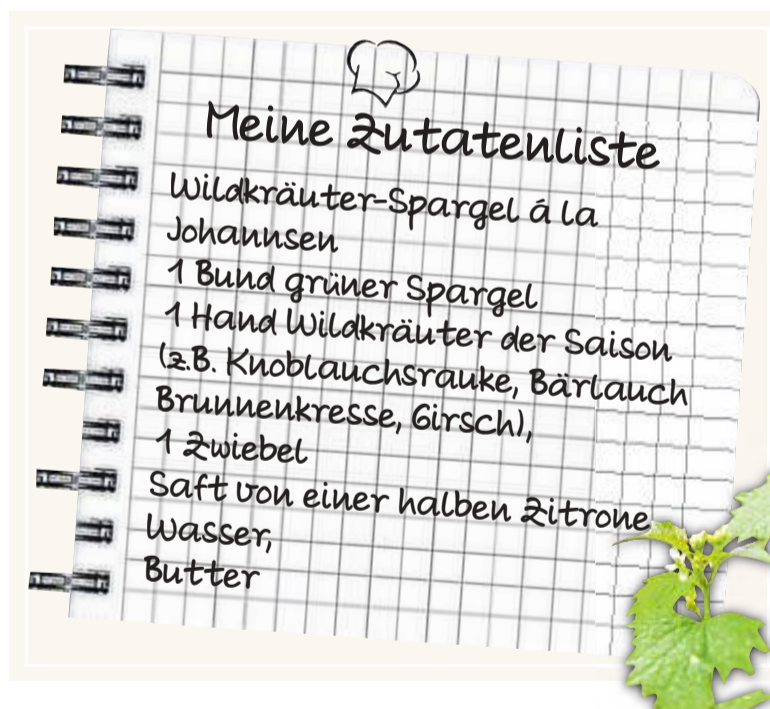 Meine Zutatenliste
Wildkräuter-Spargel á la
Johannsen
1 Bund grüner Spargel
1 Hand Wildkräuter der Saison
(z.B. Knoblauchsrauke, Bärlauch
Brunnenkresse, Girsch),
1 Zwiebel
Saft von einer halben Zitrone
Wasser,
Butter